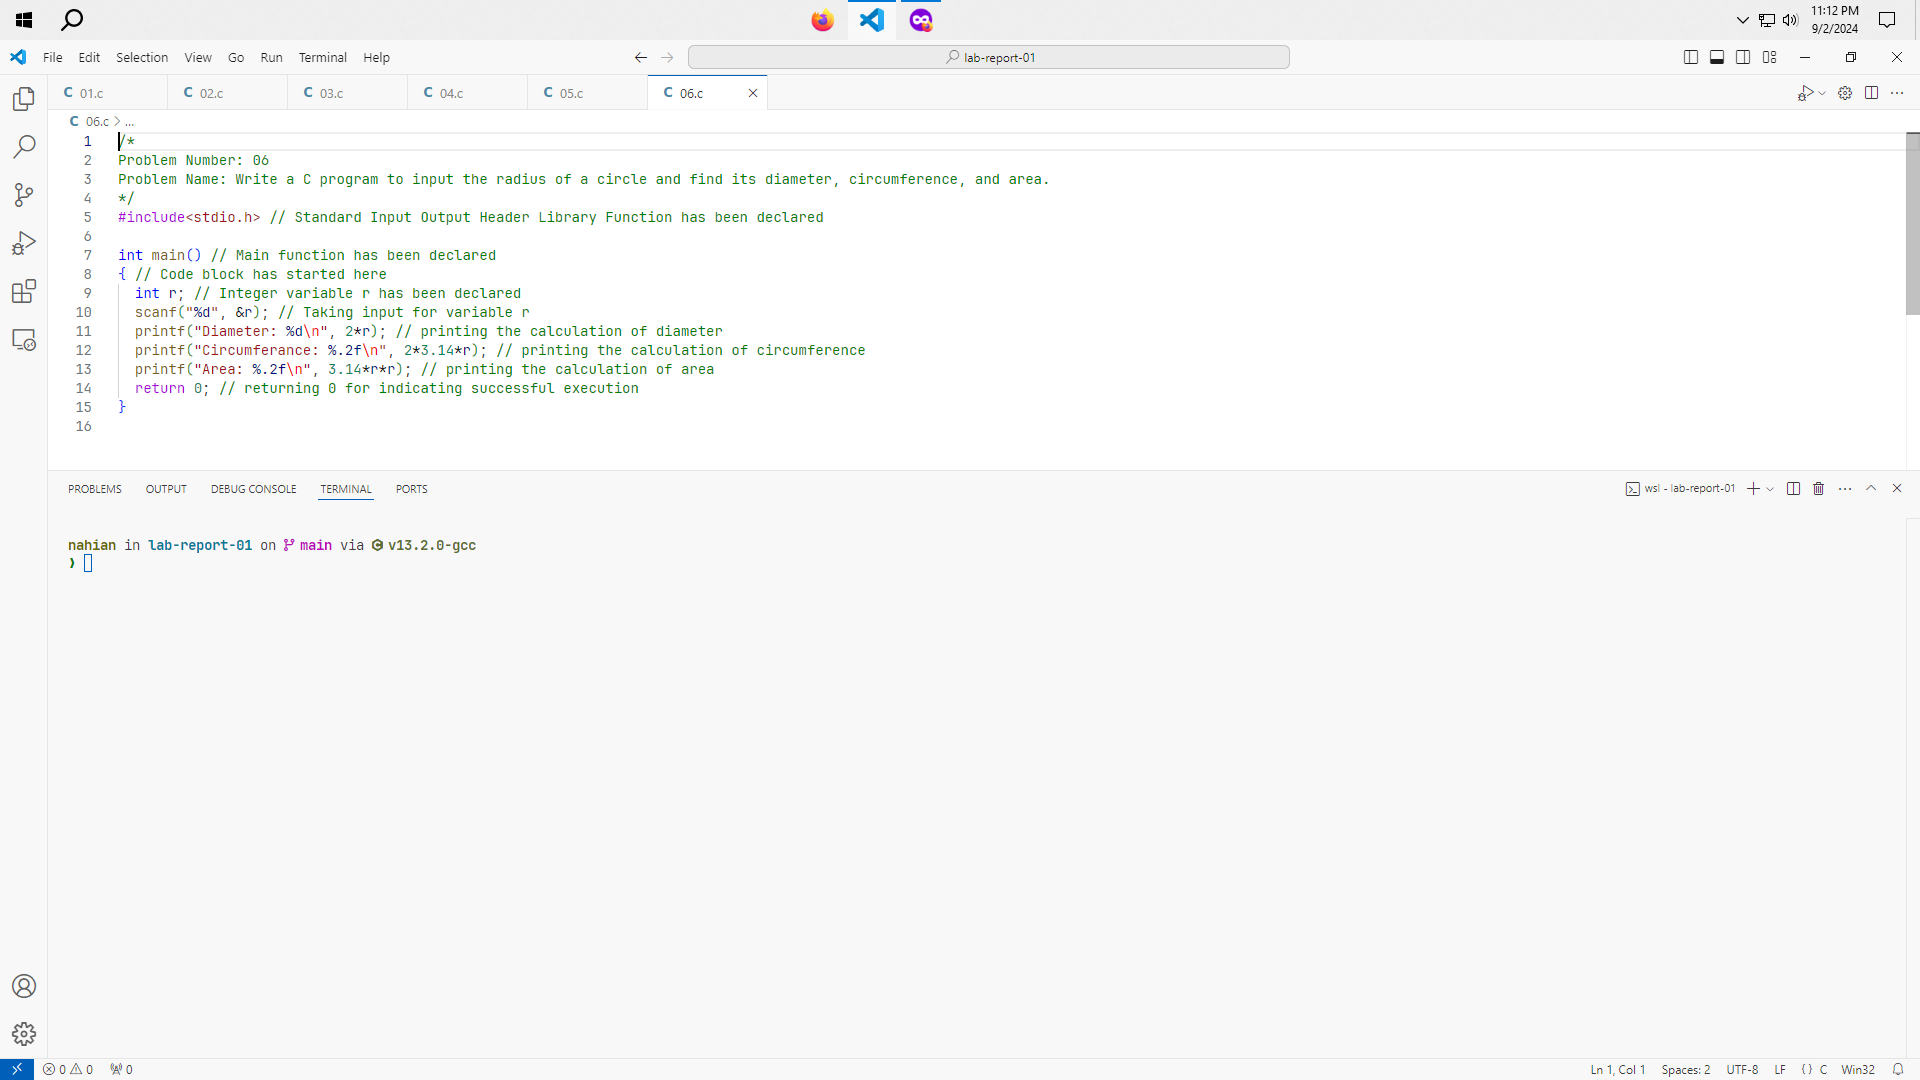 11:12 PM
9/2/2024
File Edit Selection View Go Run Terminal Help
lab-report-01
C 01.c C 02.c C 03.c C 04.c C 05.c C 06.c
C 06.c > ...
1 /*
2 Problem Number: 06
3 Problem Name: Write a C program to input the radius of a circle and find its diameter, circumference, and area.
4 */
5 #include<stdio.h> // Standard Input Output Header Library Function has been declared
6
7 int main() // Main function has been declared
8 { // Code block has started here
9 int r; // Integer variable r has been declared
10 scanf("%d", &r); // Taking input for variable r
11 printf("Diameter: %d\n", 2*r); // printing the calculation of diameter
12 printf("Circumferance: %.2f\n", 2*3.14*r); // printing the calculation of circumference
13 printf("Area: %.2f\n", 3.14*r*r); // printing the calculation of area
14 return 0; // returning 0 for indicating successful execution
15 }
16
PROBLEMS OUTPUT DEBUG CONSOLE TERMINAL PORTS
wsl - lab-report-01
nahian in lab-report-01 on main via C v13.2.0-gcc
❯
0 0 0
Ln 1, Col 1 Spaces: 2 UTF-8 LF {} C Win32